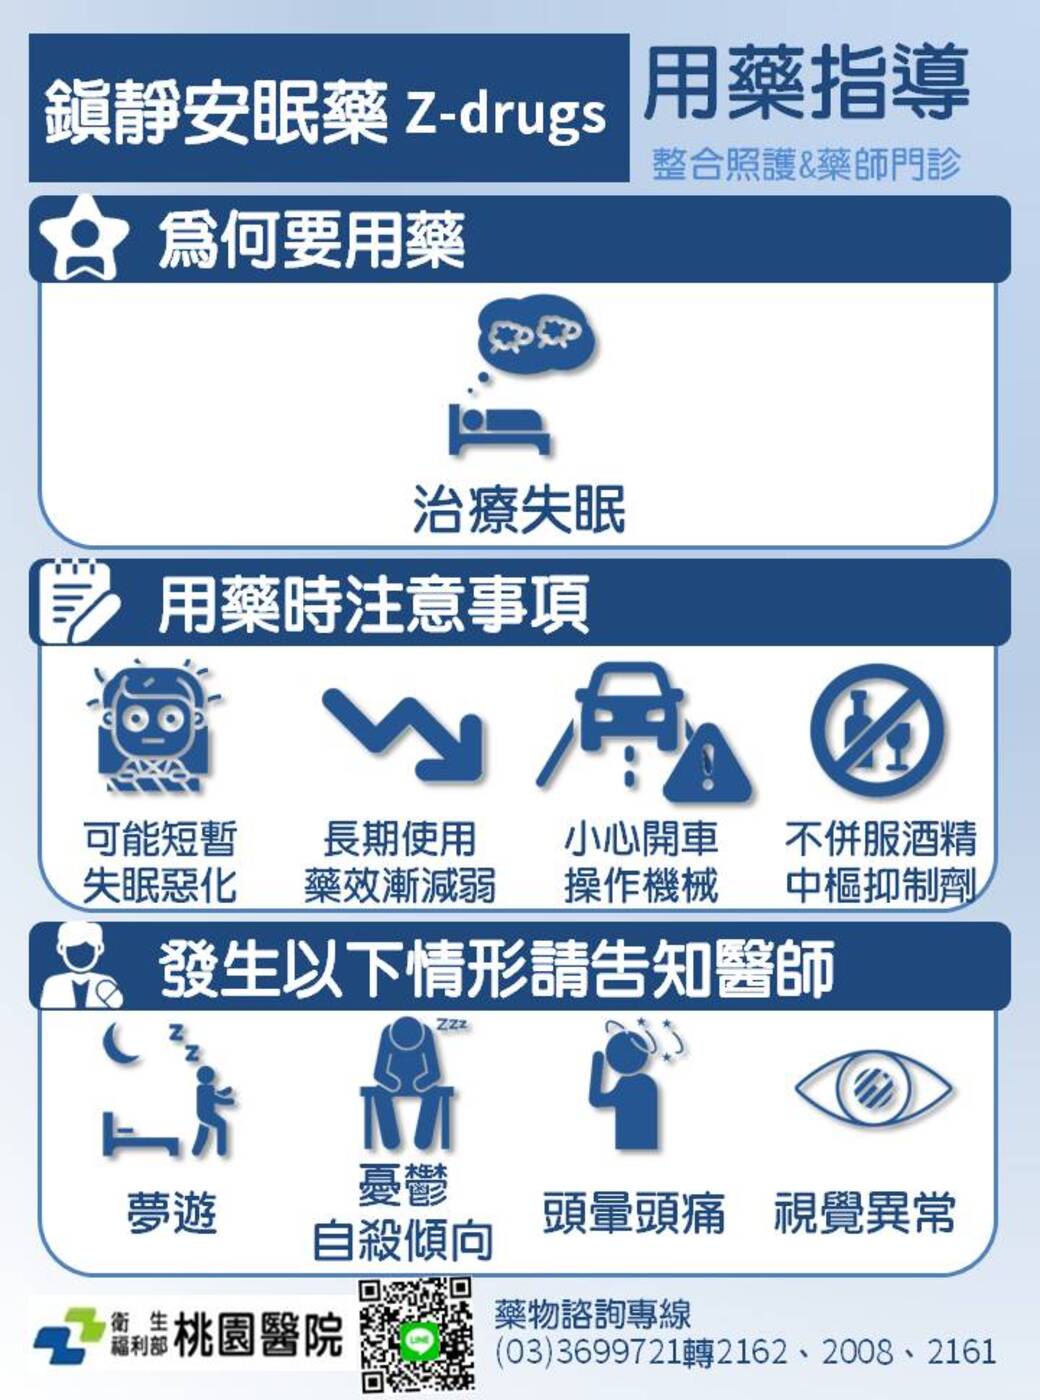 鎮靜安眠藥 Z-drugs
用藥指導
整合照護&藥師門診
為何要用藥
治療失眠
用藥時注意事項
可能短暫
失眠惡化
長期使用
藥效漸減弱
小心開車
操作機械
不併服酒精
中樞抑制劑
發生以下情形請告知醫師
z
z
zzz
夢遊
憂鬱
自殺傾向
頭暈頭痛
視覺異常
衛生
福利部
桃園醫院
LINE
藥物諮詢專線
(03)3699721轉2162、2008、2161